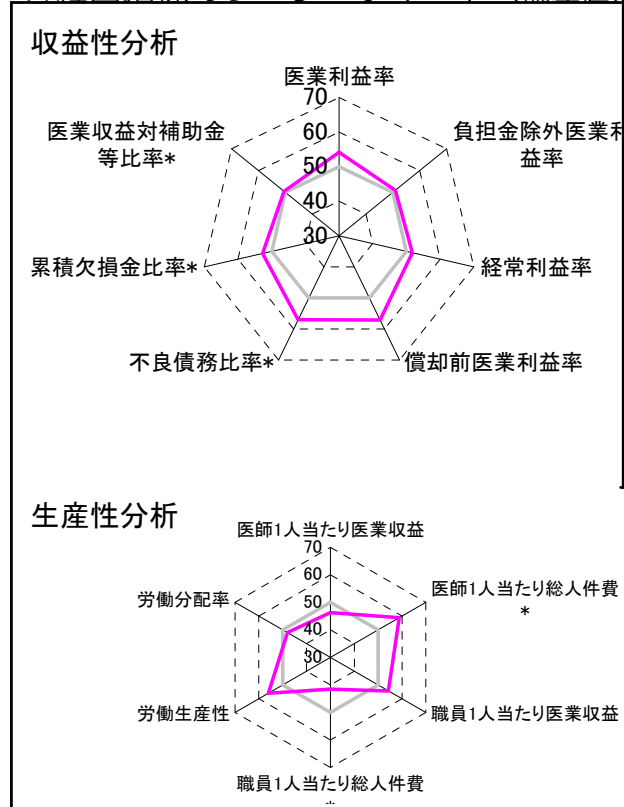 収益性分析
医業利益率
70
60
50
40
30
負担金除外医業利
益率
経常利益率
償却前医業利益率
不良債務比率*
累積欠損金比率*
医業収益対補助金
等比率*
生産性分析
医師1人当たり医業収益
70
60
50
40
30
医師1人当たり総人件費
*
職員1人当たり医業収益
職員1人当たり総人件費
*
労働生産性
労働分配率